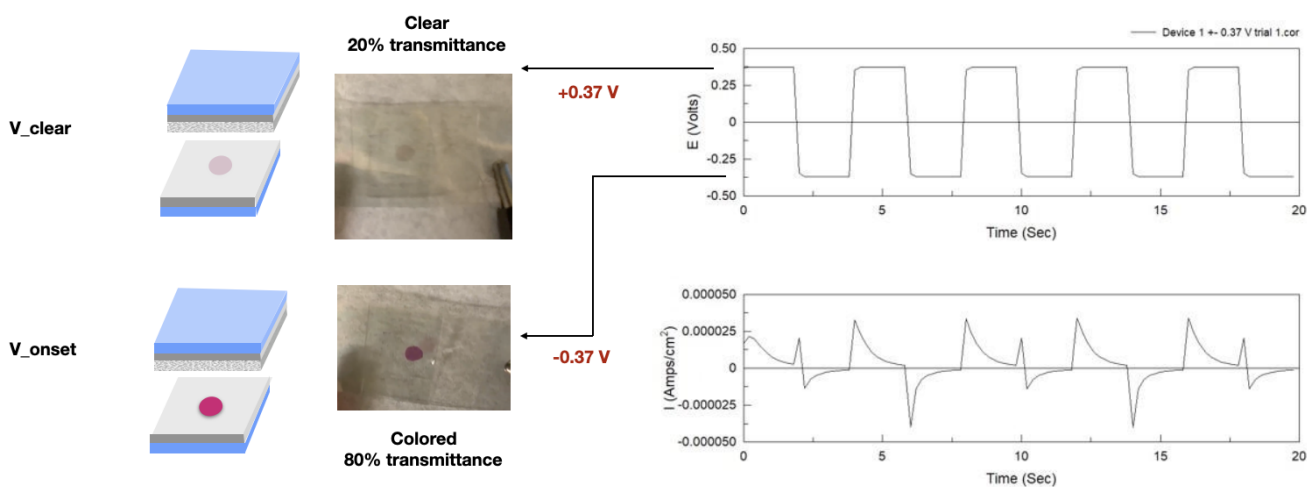 Clear
20% transmittance
V_clear
+0.37 V
V_onset
-0.37 V
Colored
80% transmittance
Device 1 +- 0.37 V trial 1.cor
E (Volts)
0.50
0.25
0
-0.25
-0.50
0
5
10
15
20
Time (Sec)
I (Amps/cm²)
0.000050
0.000025
0
-0.000025
-0.000050
0
5
10
15
20
Time (Sec)